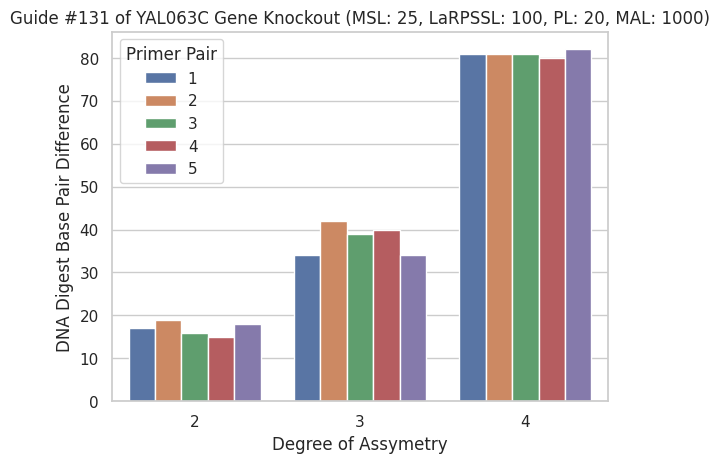 Guide #131 of YAL063C Gene Knockout (MSL: 25, LaRPSSL: 100, PL: 20, MAL: 1000)
Primer Pair
1
2
3
4
5
DNA Digest Base Pair Difference
80
70
60
50
40
30
20
10
0
2 3 4
Degree of Assymetry